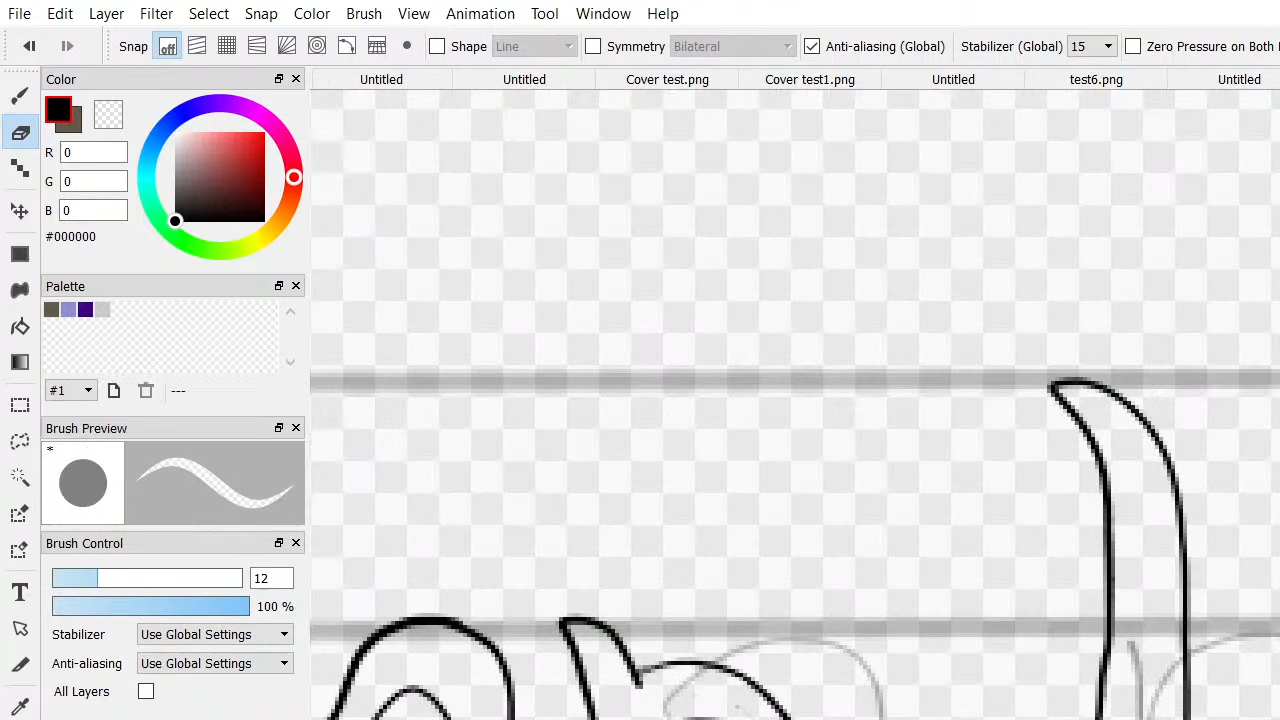 File Edit Layer Filter Select Snap Color Brush View Animation Tool Window Help
Snap off Shape Line Symmetry Bilateral Anti-aliasing (Global) Stabilizer (Global) 15 Zero Pressure on Both
Color Untitled Untitled Cover test.png Cover test1.png Untitled test6.png Untitled
R 0
G 0
B 0
#000000
Palette
#1 ---
Brush Preview
*
Brush Control
12
100 %
Stabilizer Use Global Settings
Anti-aliasing Use Global Settings
All Layers
T